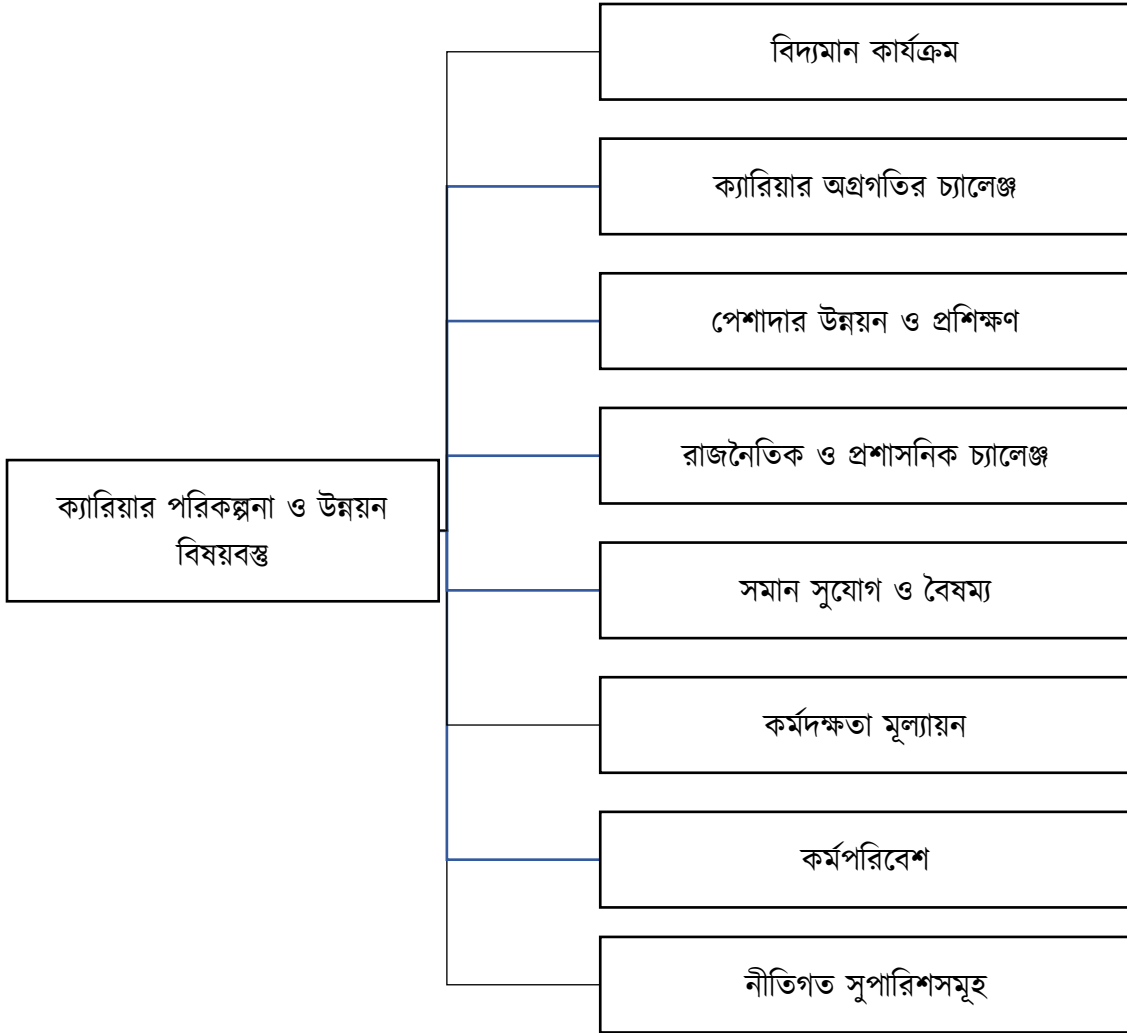 বিদ্যমান কার্যক্রম
ক্যারিয়ার অগ্রগতির চ্যালেঞ্জ
পেশাদার উন্নয়ন ও প্রশিক্ষণ
রাজনৈতিক ও প্রশাসনিক চ্যালেঞ্জ
ক্যারিয়ার পরিকল্পনা ও উন্নয়ন
বিষয়বস্তু
সমান সুযোগ ও বৈষম্য
কর্মদক্ষতা মূল্যায়ন
কর্মপরিবেশ
নীতিগত সুপারিশসমূহ